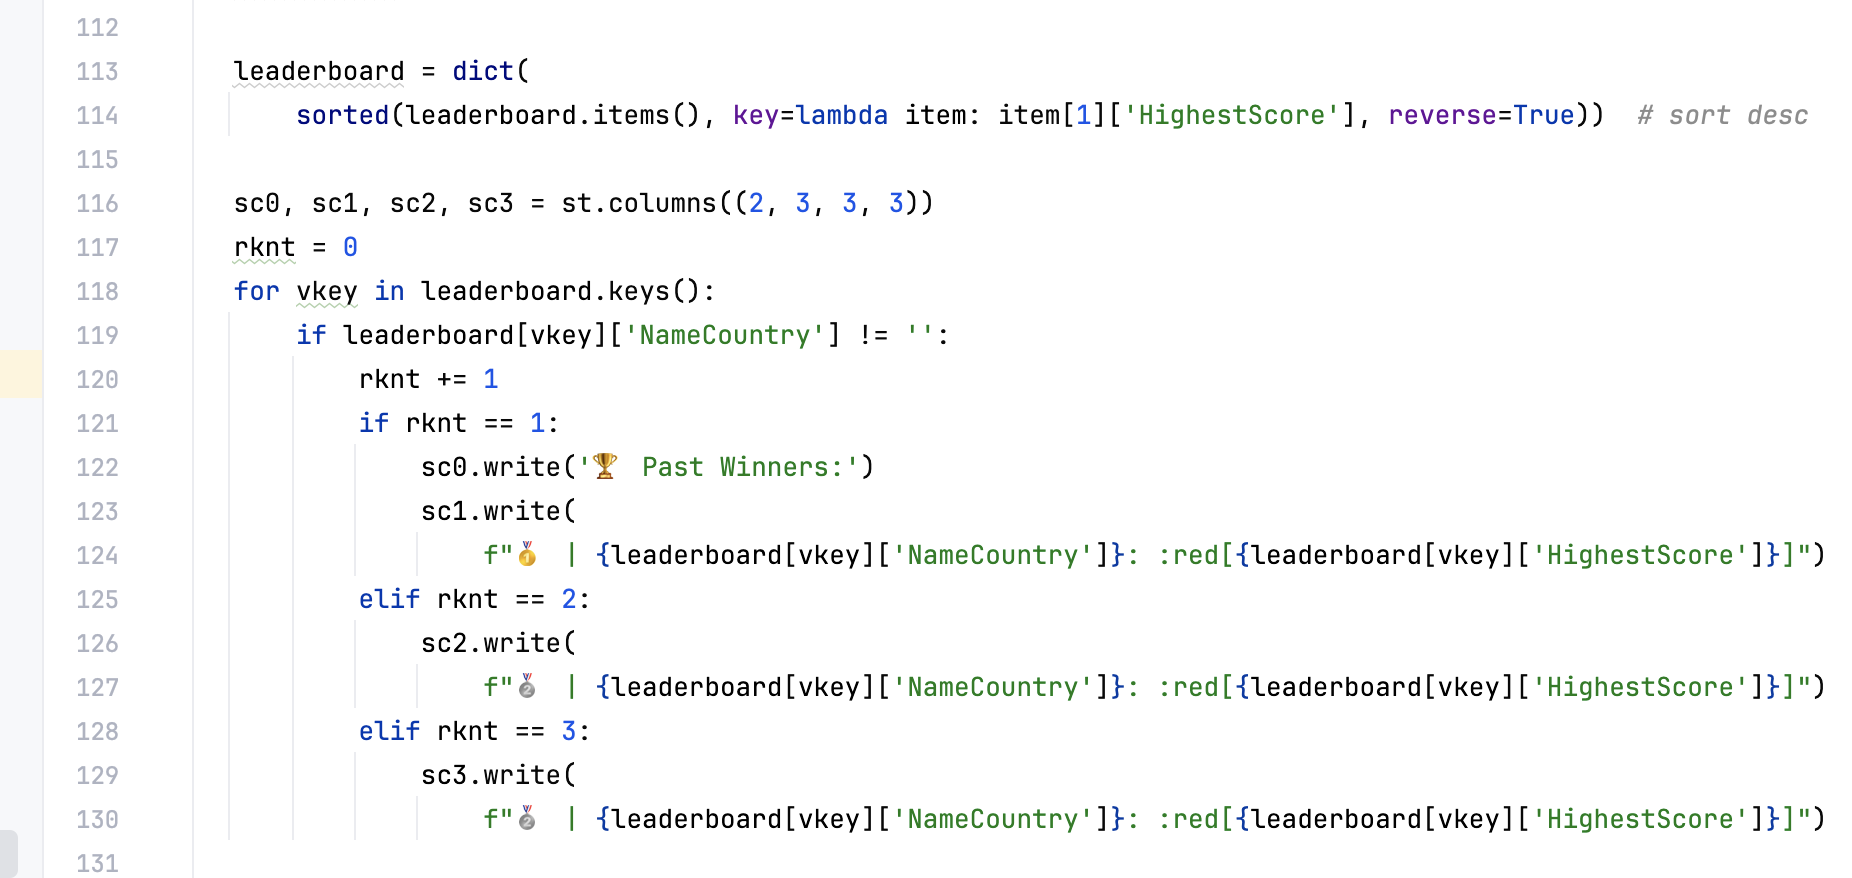 112
113 leaderboard = dict(
114     sorted(leaderboard.items(), key=lambda item: item[1]['HighestScore'], reverse=True))  # sort desc
115
116 sc0, sc1, sc2, sc3 = st.columns((2, 3, 3, 3))
117 rknt = 0
118 for vkey in leaderboard.keys():
119     if leaderboard[vkey]['NameCountry'] != '':
120         rknt += 1
121         if rknt == 1:
122             sc0.write('🏆 Past Winners:')
123             sc1.write(
124                 f"🥇 | {leaderboard[vkey]['NameCountry']}: :red[{leaderboard[vkey]['HighestScore']}]")
125         elif rknt == 2:
126             sc2.write(
127                 f"🥈 | {leaderboard[vkey]['NameCountry']}: :red[{leaderboard[vkey]['HighestScore']}]")
128         elif rknt == 3:
129             sc3.write(
130                 f"🥈 | {leaderboard[vkey]['NameCountry']}: :red[{leaderboard[vkey]['HighestScore']}]")
131